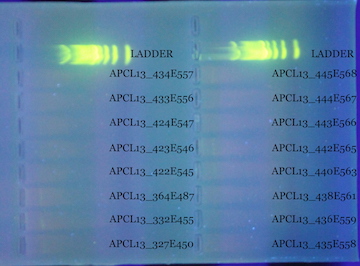 LADDER
APCL13_434E557
APCL13_433E556
APCL13_424E547
APCL13_423E546
APCL13_422E545
APCL13_364E487
APCL13_332E455
APCL13_327E450
LADDER
APCL13_445E568
APCL13_444E567
APCL13_443E566
APCL13_442E565
APCL13_440E563
APCL13_438E561
APCL13_436E559
APCL13_435E558